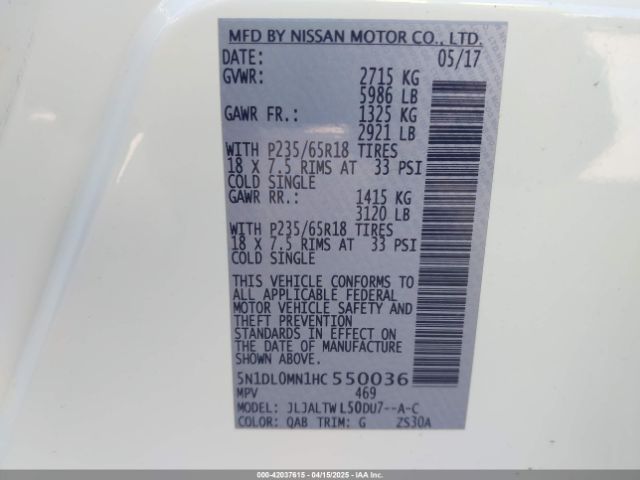 MFD BY NISSAN MOTOR CO., LTD.
DATE: 05/17
GVWR: 2715 KG
5986 LB
GAWR FR.: 1325 KG
2921 LB
WITH P235/65R18 TIRES
18 X 7.5 RIMS AT 33 PSI
COLD SINGLE
GAWR RR.: 1415 KG
3120 LB
WITH P235/65R18 TIRES
18 X 7.5 RIMS AT 33 PSI
COLD SINGLE
THIS VEHICLE CONFORMS TO
ALL APPLICABLE FEDERAL
MOTOR VEHICLE SAFETY AND
THEFT PREVENTION
STANDARDS IN EFFECT ON
THE DATE OF MANUFACTURE
SHOWN ABOVE.
5N1DL0MN1HC550036
MPV 469
MODEL: JLJALTWL50DU7--A-C
COLOR: QAB TRIM: G ZS30A
000-42037615 - 04/15/2025 - IAAI.COM